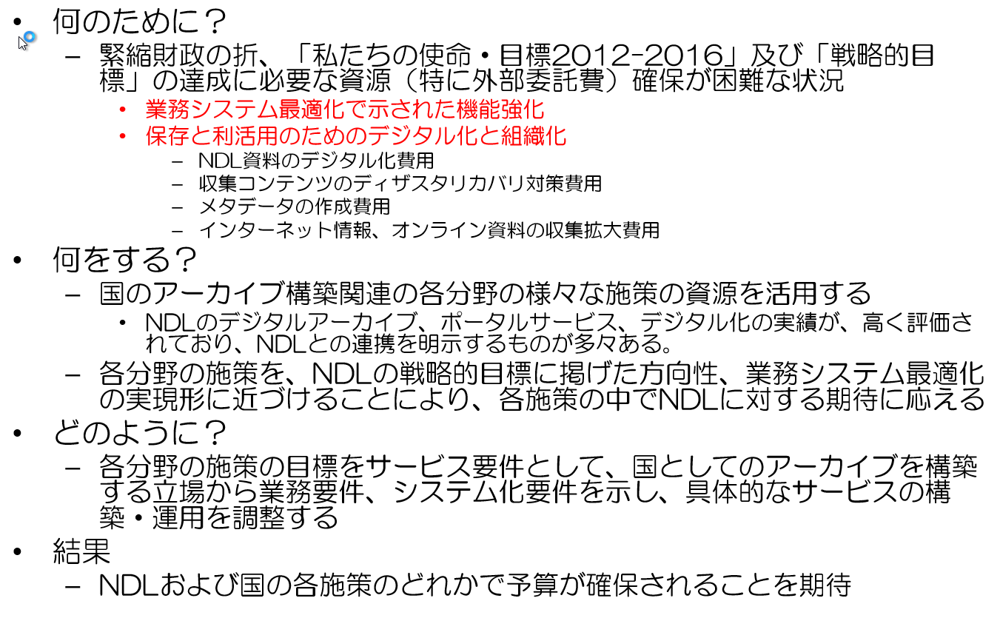 • 何のために？
– 緊縮財政の折、「私たちの使命・目標2012-2016」及び「戦略的目
標」の達成に必要な資源（特に外部委託費）確保が困難な状況
• 業務システム最適化で示された機能強化
• 保存と利活用のためのデジタル化と組織化
– NDL資料のデジタル化費用
– 収集コンテンツのディザスタリカバリ対策費用
– メタデータの作成費用
– インターネット情報、オンライン資料の収集拡大費用
• 何をする？
– 国のアーカイブ構築関連の各分野の様々な施策の資源を活用する
• NDLのデジタルアーカイブ、ポータルサービス、デジタル化の実績が、高く評価さ
れており、NDLとの連携を明示するものが多々ある。
– 各分野の施策を、NDLの戦略的目標に掲げた方向性、業務システム最適化
の実現形に近づけることにより、各施策の中でNDLに対する期待に応える
• どのように？
– 各分野の施策の目標をサービス要件として、国としてのアーカイブを構築
する立場から業務要件、システム化要件を示し、具体的なサービスの構
築・運用を調整する
• 結果
– NDLおよび国の各施策のどれかで予算が確保されることを期待